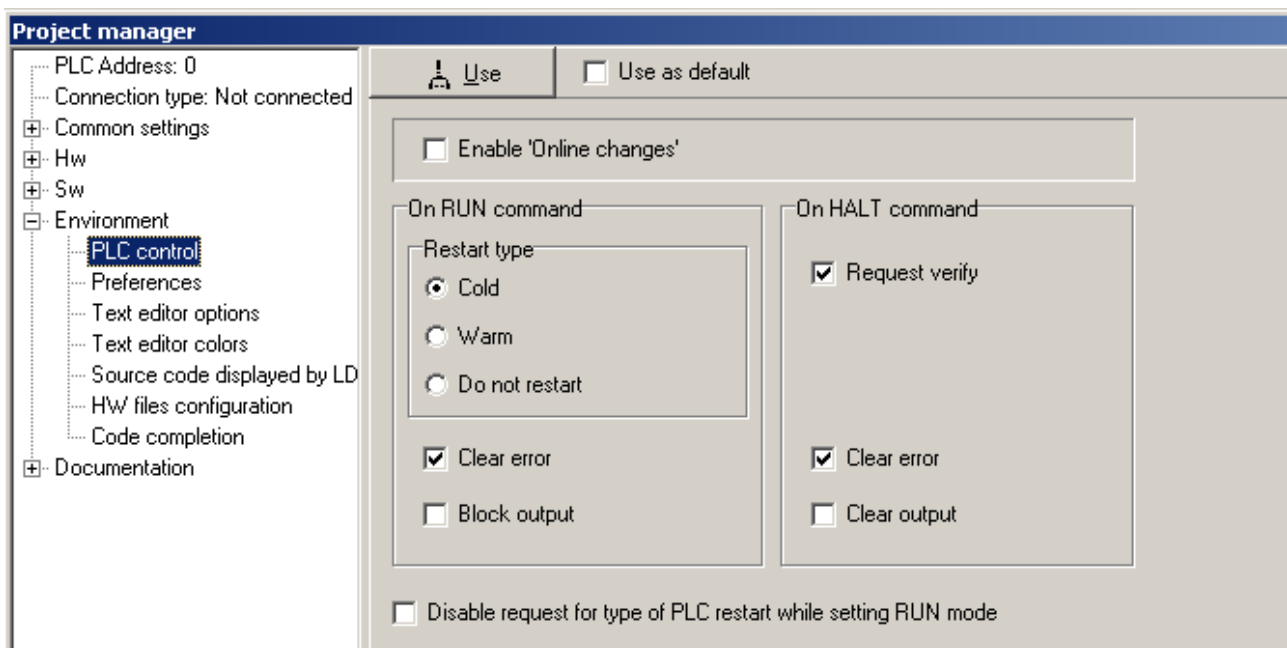 Project manager
PLC Address: 0
Connection type: Not connected
Common settings
Hw
Sw
Environment
PLC control
Preferences
Text editor options
Text editor colors
Source code displayed by LD
HW files configuration
Code completion
Documentation
Use
Use as default
Enable 'Online changes'
On RUN command
Restart type
Cold
Warm
Do not restart
Clear error
Block output
On HALT command
Request verify
Clear error
Clear output
Disable request for type of PLC restart while setting RUN mode